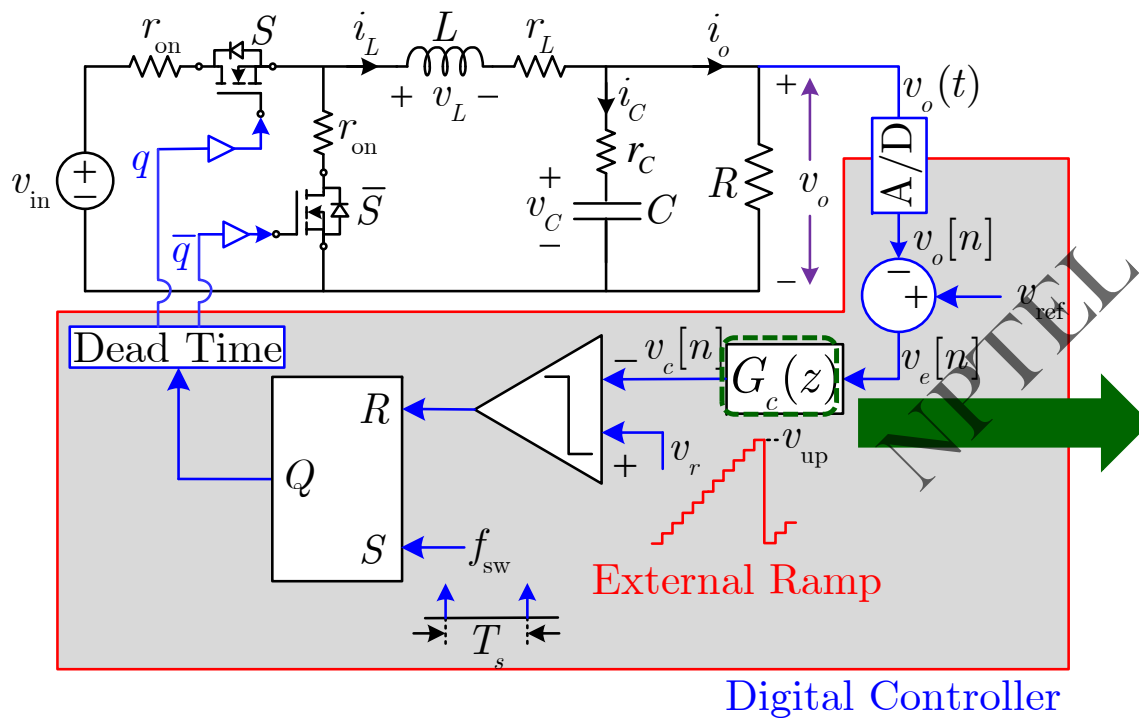 r_on
S
i_L
L
r_L
i_o
+ v_L −
v_o(t)
i_C
r_on
r_C
A/D
q
v_in
+
−
S̅
+
v_C
−
C
R
+
v_o
−
q̅
v_o[n]
−
+
v_ref
Dead Time
− v_c[n]
G_c(z)
v_e[n]
R
v_r
+
v_up
Q
S
f_sw
External Ramp
T_s
NPTEL
Digital Controller